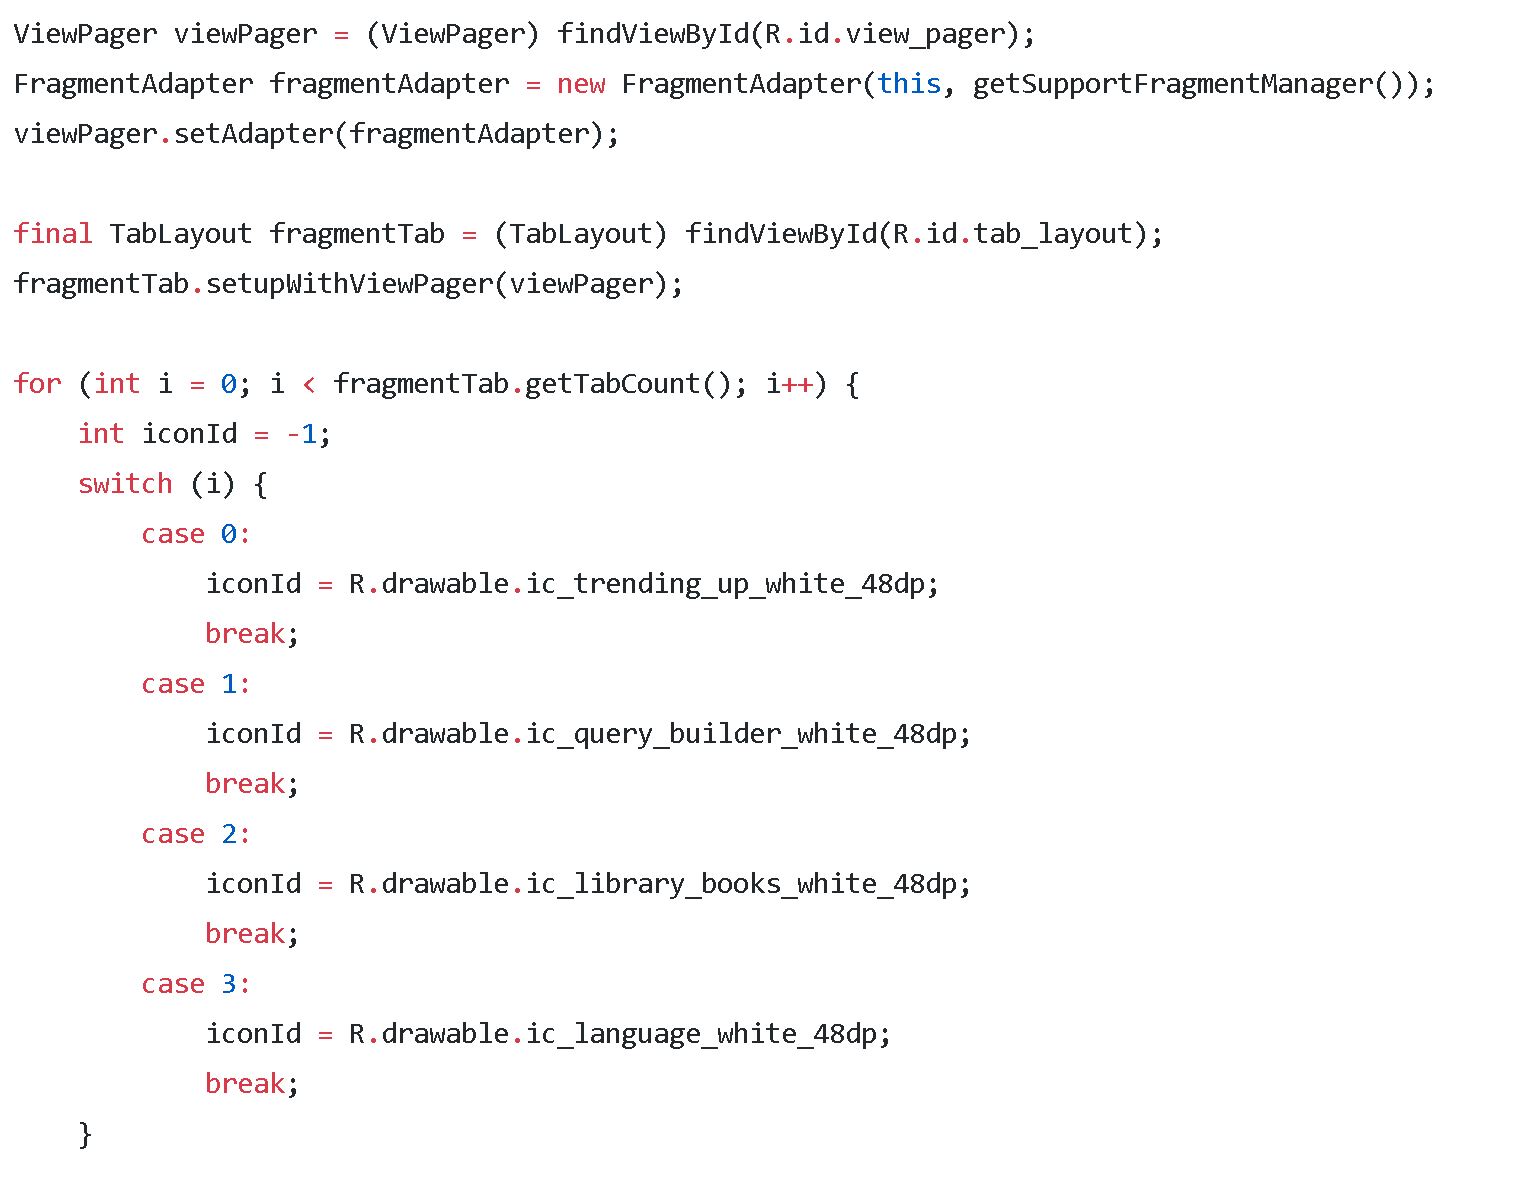 ViewPager viewPager = (ViewPager) findViewById(R.id.view_pager);
FragmentAdapter fragmentAdapter = new FragmentAdapter(this, getSupportFragmentManager());
viewPager.setAdapter(fragmentAdapter);

final TabLayout fragmentTab = (TabLayout) findViewById(R.id.tab_layout);
fragmentTab.setupWithViewPager(viewPager);

for (int i = 0; i < fragmentTab.getTabCount(); i++) {
    int iconId = -1;
    switch (i) {
        case 0:
            iconId = R.drawable.ic_trending_up_white_48dp;
            break;
        case 1:
            iconId = R.drawable.ic_query_builder_white_48dp;
            break;
        case 2:
            iconId = R.drawable.ic_library_books_white_48dp;
            break;
        case 3:
            iconId = R.drawable.ic_language_white_48dp;
            break;
    }